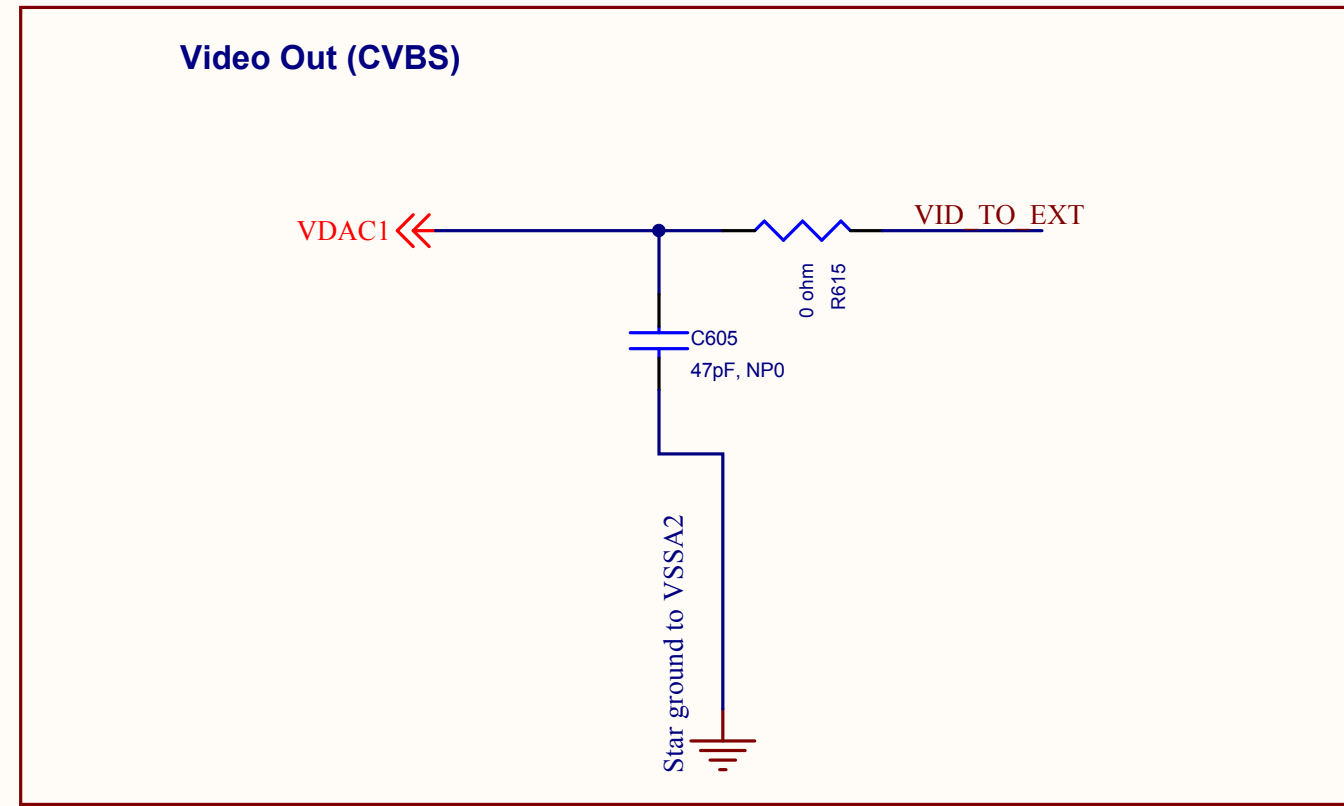 Video Out (CVBS)
VDAC1
VID_TO_EXT
0 ohm
R615
C605
47pF, NP0
Star ground to VSSA2